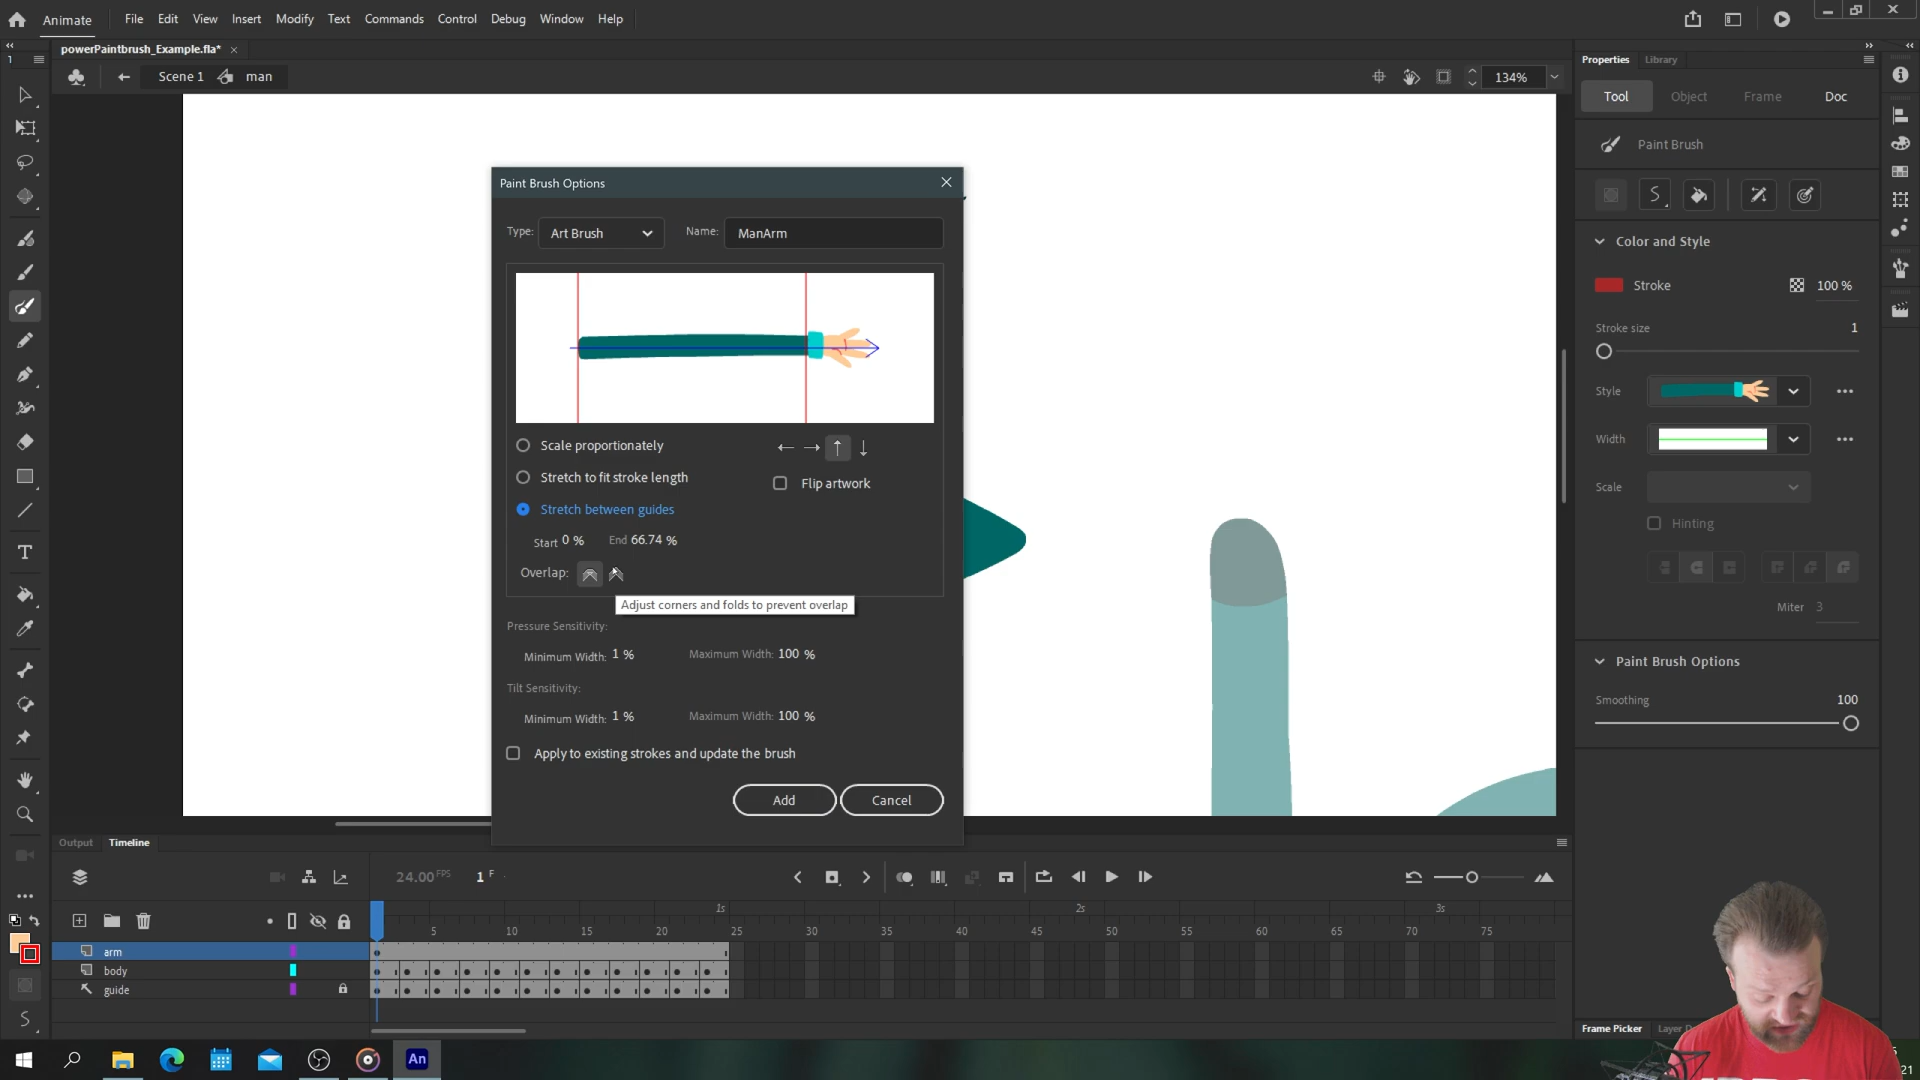 Animate File Edit View Insert Modify Text Commands Control Debug Window Help
1 powerPaintbrush_Example.fla* ×
Scene 1 man 134%
Properties Library
Tool Object Frame Doc
Paint Brush
Color and Style
Stroke 100 %
Stroke size 1
Style
Width
Scale
Hinting
Miter 3
Paint Brush Options
Smoothing 100
Paint Brush Options
Type: Art Brush Name: ManArm
Scale proportionately
Stretch to fit stroke length
Flip artwork
Stretch between guides
Start 0 % End 66.74 %
Overlap:
Adjust corners and folds to prevent overlap
Pressure Sensitivity:
Minimum Width: 1 % Maximum Width: 100 %
Tilt Sensitivity:
Minimum Width: 1 % Maximum Width: 100 %
Apply to existing strokes and update the brush
Add Cancel
Output Timeline
24.00 FPS 1 F
1s 2s 3s
5 10 15 20 25 30 35 40 45 50 55 60 65 70 75
arm
body
guide
Frame Picker Layer
An
21